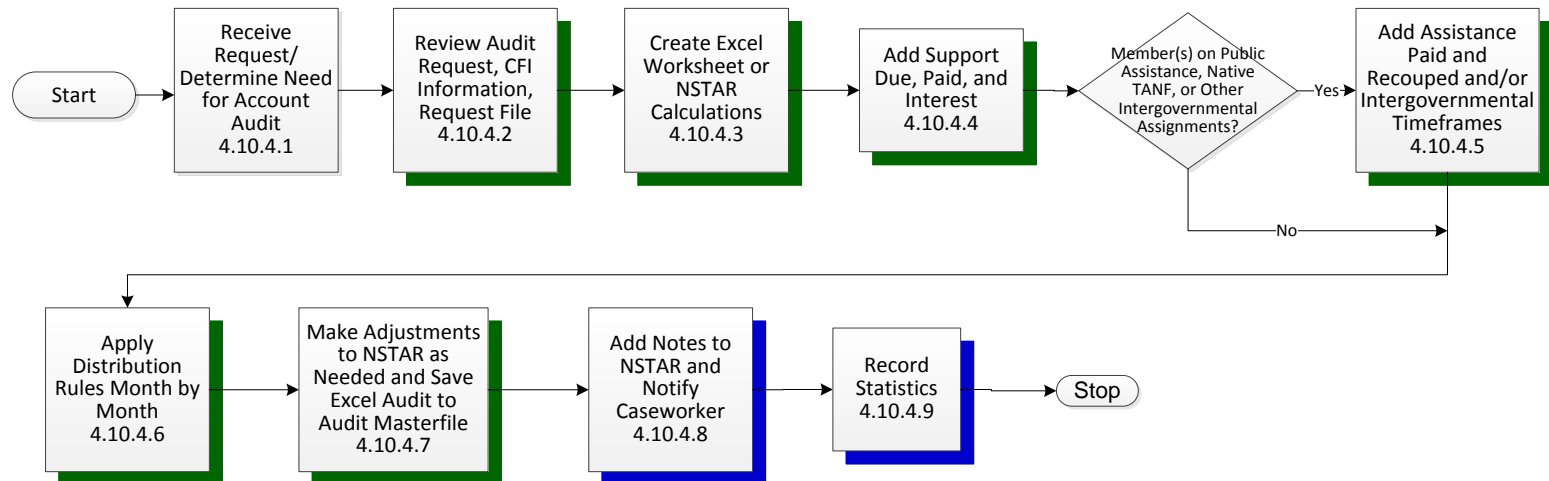 Start
Receive
Request/
Determine Need
for Account
Audit
4.10.4.1
Review Audit
Request, CFI
Information,
Request File
4.10.4.2
Create Excel
Worksheet or
NSTAR
Calculations
4.10.4.3
Add Support
Due, Paid, and
Interest
4.10.4.4
Member(s) on Public
Assistance, Native
TANF, or Other
Intergovernmental
Assignments?
Yes
Add Assistance
Paid and
Recouped and/or
Intergovernmental
Timeframes
4.10.4.5
No
Apply
Distribution
Rules Month by
Month
4.10.4.6
Make Adjustments
to NSTAR as
Needed and Save
Excel Audit to
Audit Masterfile
4.10.4.7
Add Notes to
NSTAR and
Notify
Caseworker
4.10.4.8
Record
Statistics
4.10.4.9
Stop